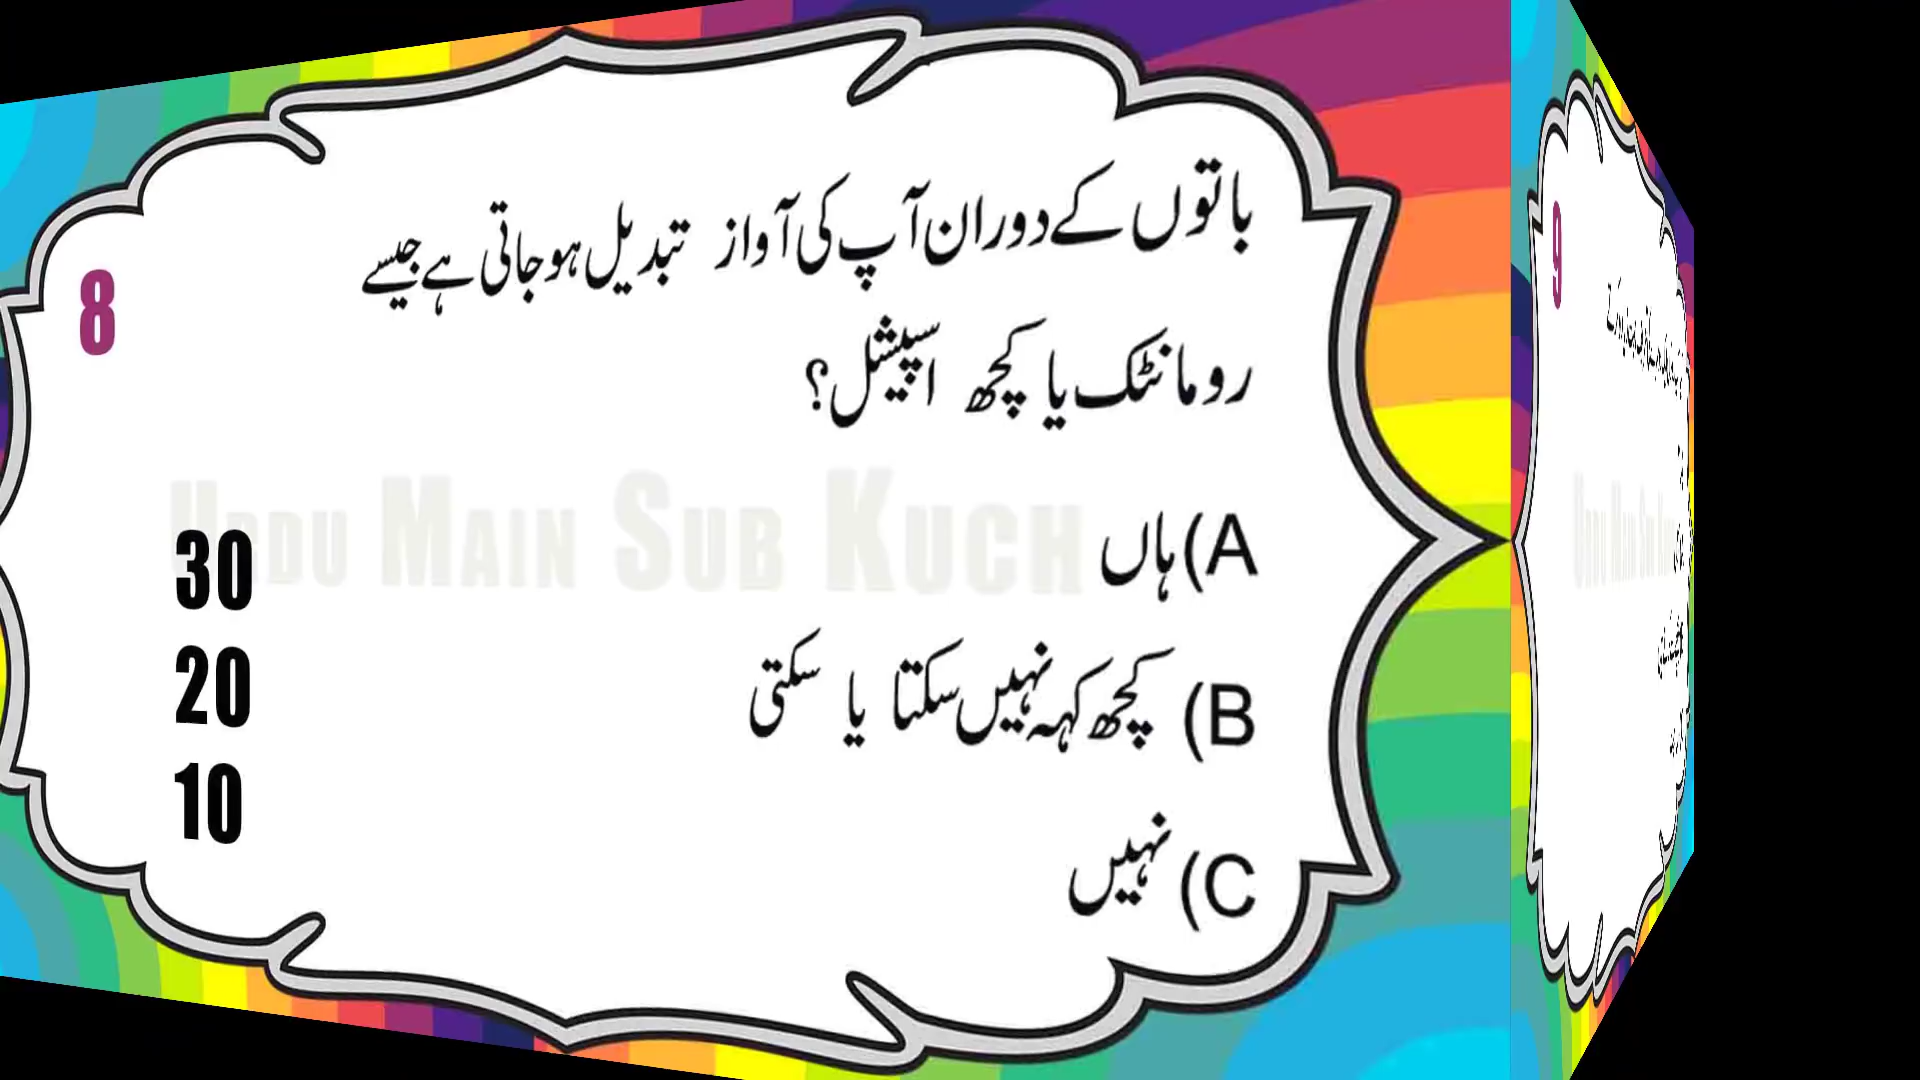 8
باتوں کے دوران آپ کی آواز تبدیل ہو جاتی ہے جیسے
رومانٹک یا کچھ اسپیشل؟
URDU MAIN SUB KUCH
A) ہاں
30
B) کچھ کہہ نہیں سکتا یا سکتی
20
C) نہیں
10
9